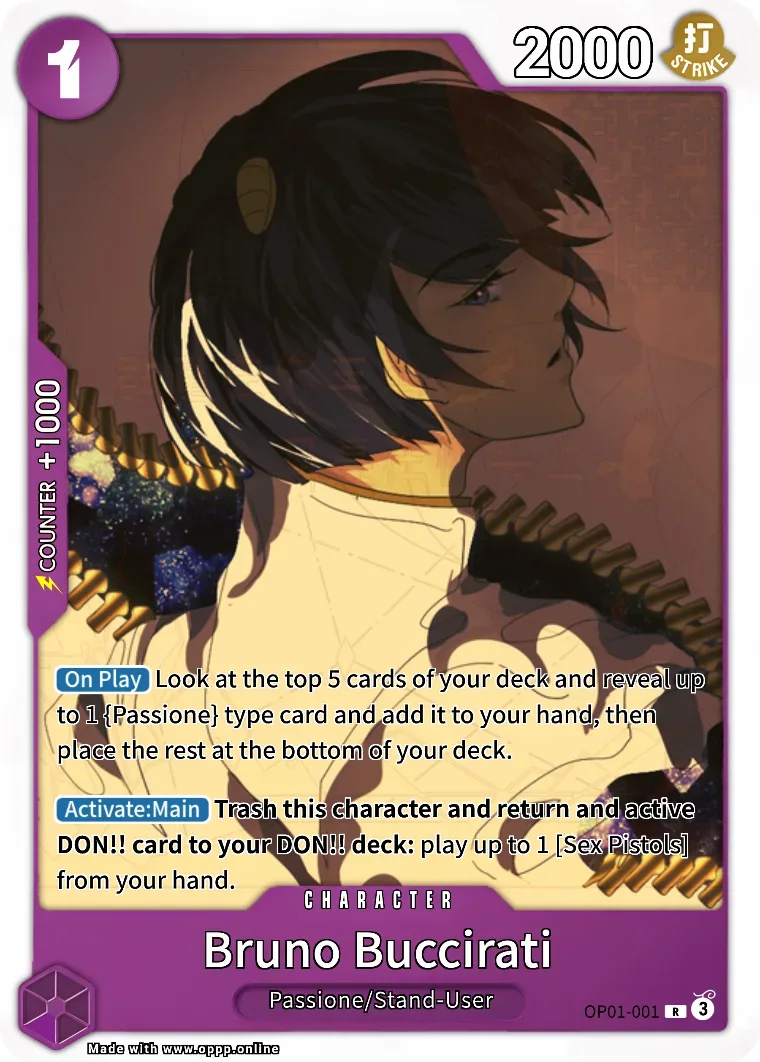 1
2000
打
STRIKE
COUNTER +1000
On Play Look at the top 5 cards of your deck and reveal up
to 1 {Passione} type card and add it to your hand, then
place the rest at the bottom of your deck.
Activate:Main Trash this character and return and active
DON!! card to your DON!! deck: play up to 1 [Sex Pistols]
from your hand.
CHARACTER
Bruno Buccirati
Passione/Stand-User
OP01-001 R 3
Made with www.oppp.online